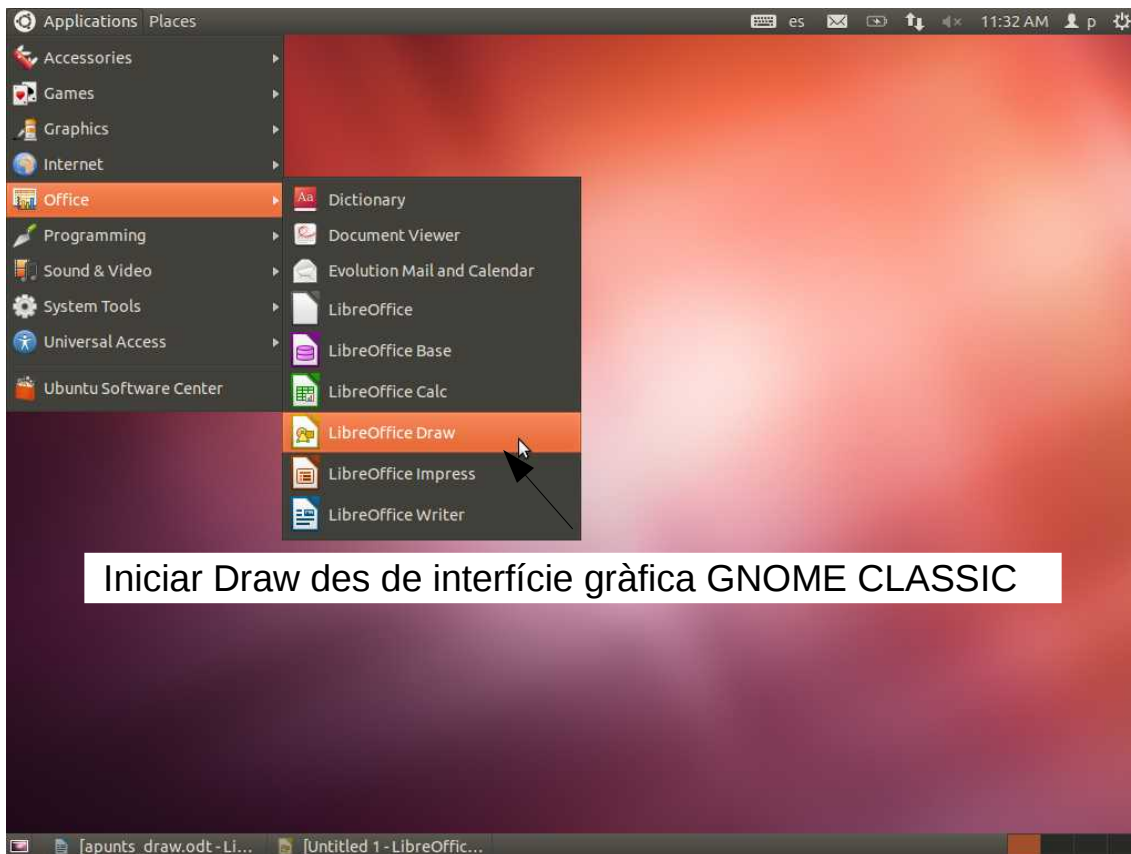 Applications Places
es 11:32 AM p
Accessories
Games
Graphics
Internet
Office
Programming
Sound & Video
System Tools
Universal Access
Ubuntu Software Center
Aa Dictionary
Document Viewer
Evolution Mail and Calendar
LibreOffice
LibreOffice Base
LibreOffice Calc
LibreOffice Draw
LibreOffice Impress
LibreOffice Writer
Iniciar Draw des de interfície gràfica GNOME CLASSIC
[apunts_draw.odt - Li... [Untitled 1 - LibreOffic...